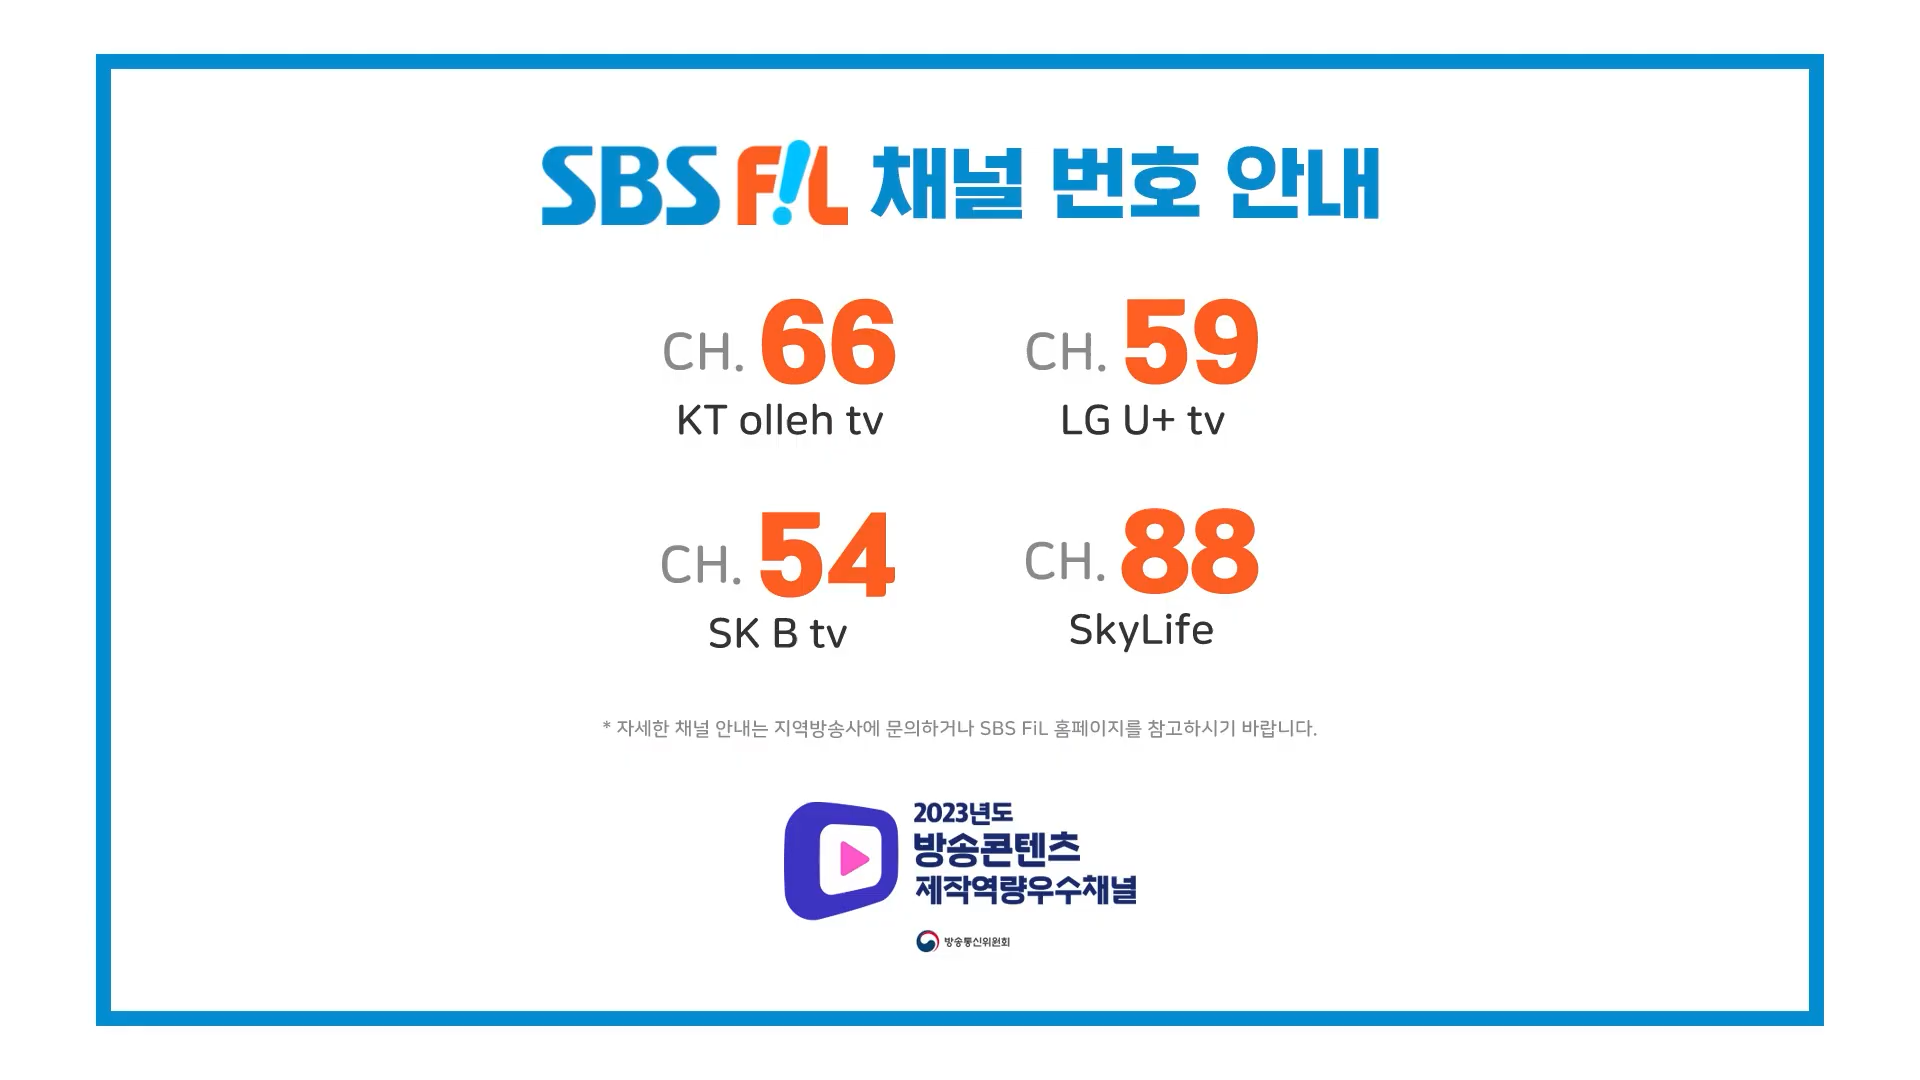 SBS F!L 채널 번호 안내
CH. 66
KT olleh tv
CH. 59
LG U+ tv
CH. 54
SK B tv
CH. 88
SkyLife
* 자세한 채널 안내는 지역방송사에 문의하거나 SBS FiL 홈페이지를 참고하시기 바랍니다.
2023년도
방송콘텐츠
제작역량우수채널
방송통신위원회